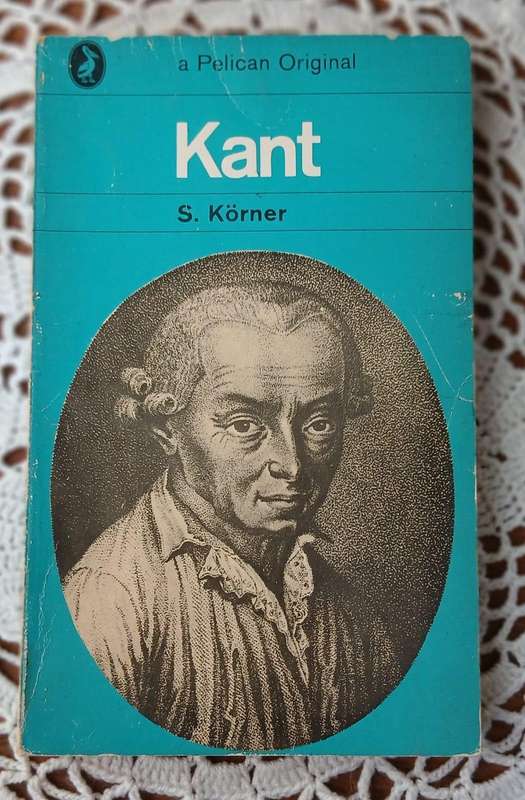 a Pelican Original
Kant
S. Körner